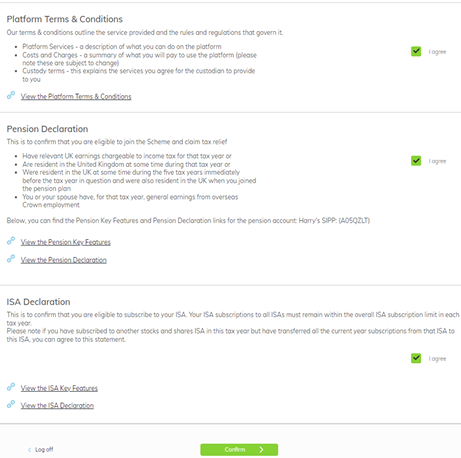 Platform Terms & Conditions
Our terms & conditions outline the service provided and the rules and regulations that govern it.
Platform Services - a description of what you can do on the platform
Costs and Charges - a summary of what you will pay to use the platform (please
note these are subject to change)
Custody terms - this explains the services you agree for the custodian to provide
to you
I agree
View the Platform Terms & Conditions
Pension Declaration
This is to confirm that you are eligible to join the Scheme and claim tax relief
Have relevant UK earnings chargeable to income tax for that tax year or
Are resident in the United Kingdom at some time during that tax year or
Were resident in the UK at some time during the five tax years immediately
before the tax year in question and were also resident in the UK when you joined
the pension plan
You or your spouse have, for that tax year, general earnings from overseas
Crown employment
I agree
Below, you can find the Pension Key Features and Pension Declaration links for the pension account: Harry's SIPP: (A05QZLT)
View the Pension Key Features
View the Pension Declaration
ISA Declaration
This is to confirm that you are eligible to subscribe to your ISA. Your ISA subscriptions to all ISAs must remain within the overall ISA subscription limit in each
tax year.
Please note if you have subscribed to another stocks and shares ISA in this tax year but have transferred all the current year subscriptions from that ISA to
this ISA, you can agree to this statement.
I agree
View the ISA Key Features
View the ISA Declaration
Log off
Confirm